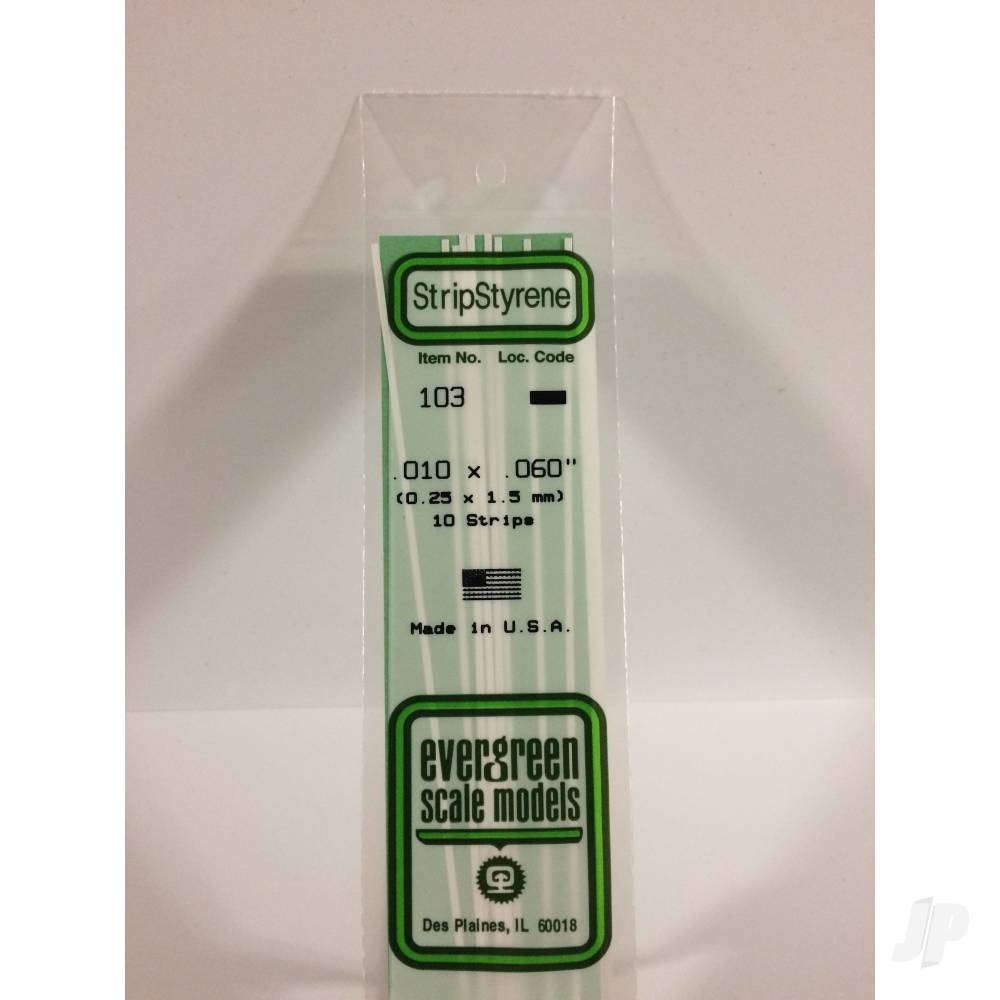 StripStyrene
Item No. Loc. Code
103
.010 x .060"
(0.25 x 1.5 mm)
10 Strips
Made in U.S.A.
evergreen
scale models
Des Plaines, IL 60018
JP